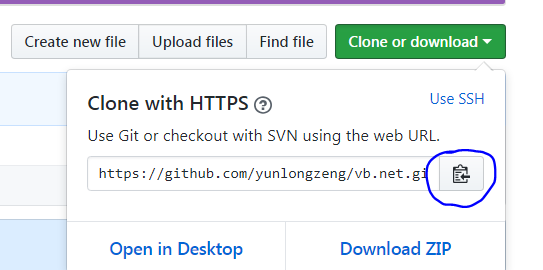 Create new file Upload files Find file Clone or download
Clone with HTTPS ? Use SSH
Use Git or checkout with SVN using the web URL.
https://github.com/yunlongzeng/vb.net.gi
Open in Desktop Download ZIP